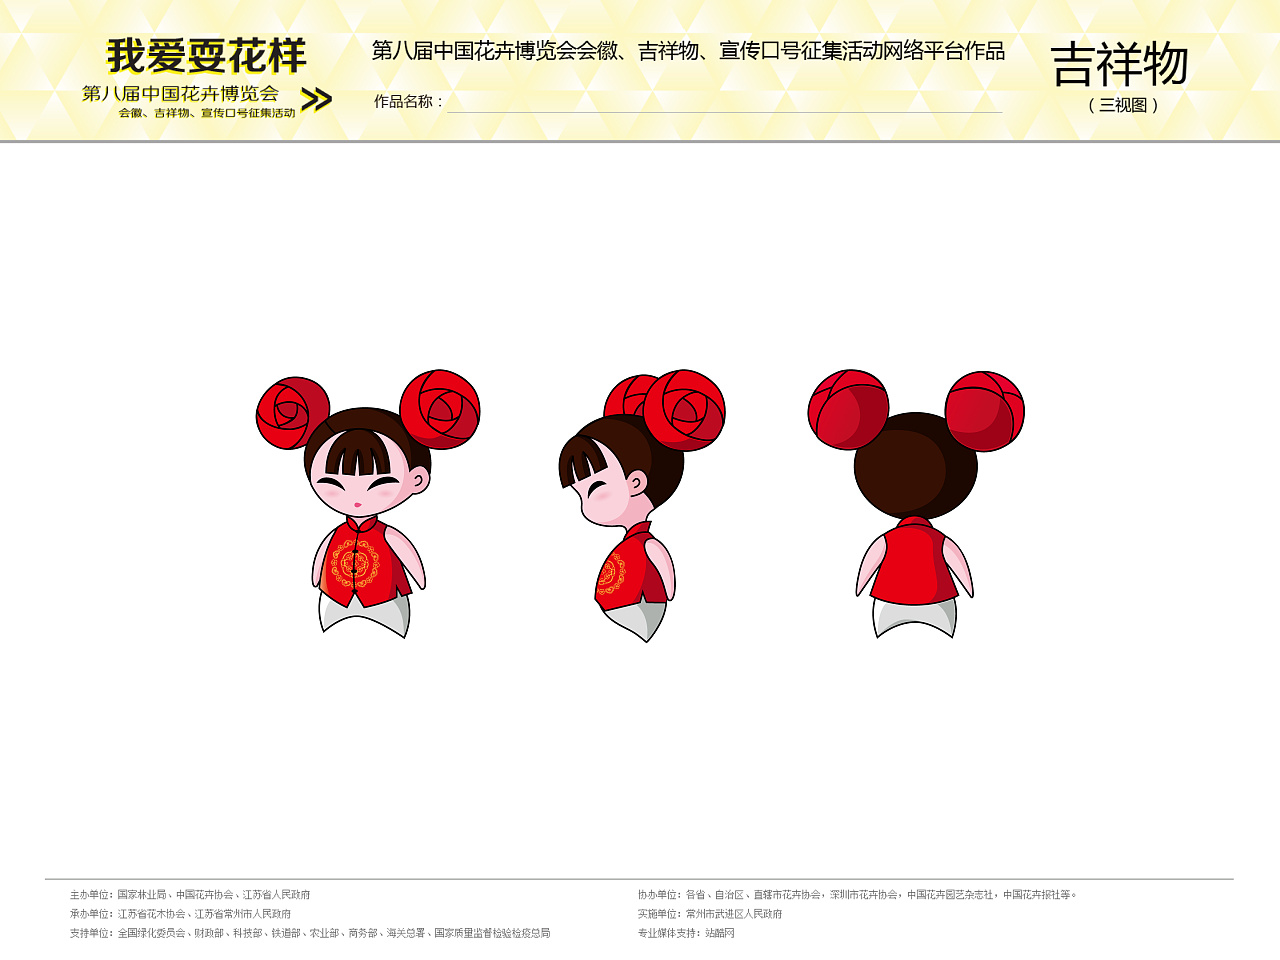 我爱耍花样
第八届中国花卉博览会
会徽、吉祥物、宣传口号征集活动
第八届中国花卉博览会会徽、吉祥物、宣传口号征集活动网络平台作品
作品名称：
吉祥物
（三视图）
主办单位：国家林业局、中国花卉协会、江苏省人民政府
承办单位：江苏省花木协会、江苏省常州市人民政府
支持单位：全国绿化委员会、财政部、科技部、铁道部、农业部、商务部、海关总署、国家质量监督检验检疫总局
协办单位：各省、自治区、直辖市花卉协会，深圳市花卉协会，中国花卉园艺杂志社，中国花卉报社等。
实施单位：常州市武进区人民政府
专业媒体支持：站酷网